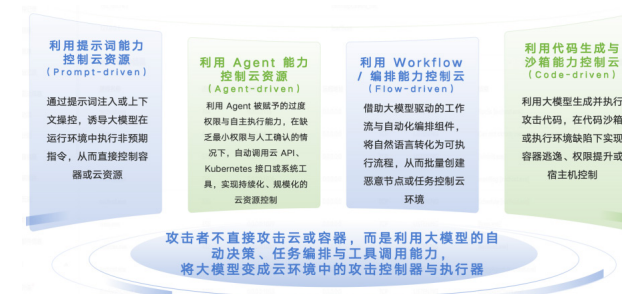 利用提示词能力
控制云资源
(Prompt-driven)
通过提示词注入或上下
文操控，诱导大模型在
运行环境中执行非预期
指令，从而直接控制容
器或云资源
利用 Agent 能力
控制云资源
(Agent-driven)
利用 Agent 被赋予的过度
权限与自主执行能力，在缺
乏最小权限与人工确认的情
况下，自动调用云 API、
Kubernetes 接口或系统工
具，实现持续化、规模化的
云资源控制
利用 Workflow
/ 编排能力控制云
(Flow-driven)
借助大模型驱动的工作
流与自动化编排组件，
将自然语言转化为可执
行流程，从而批量创建
恶意节点或任务控制云
环境
利用代码生成与
沙箱能力控制云
(Code-driven)
利用大模型生成并执行
攻击代码，在代码沙箱
或执行环境缺陷下实现
容器逃逸、权限提升或
宿主机控制
攻击者不直接攻击云或容器，而是利用大模型的自
动决策、任务编排与工具调用能力，
将大模型变成云环境中的攻击控制器与执行器